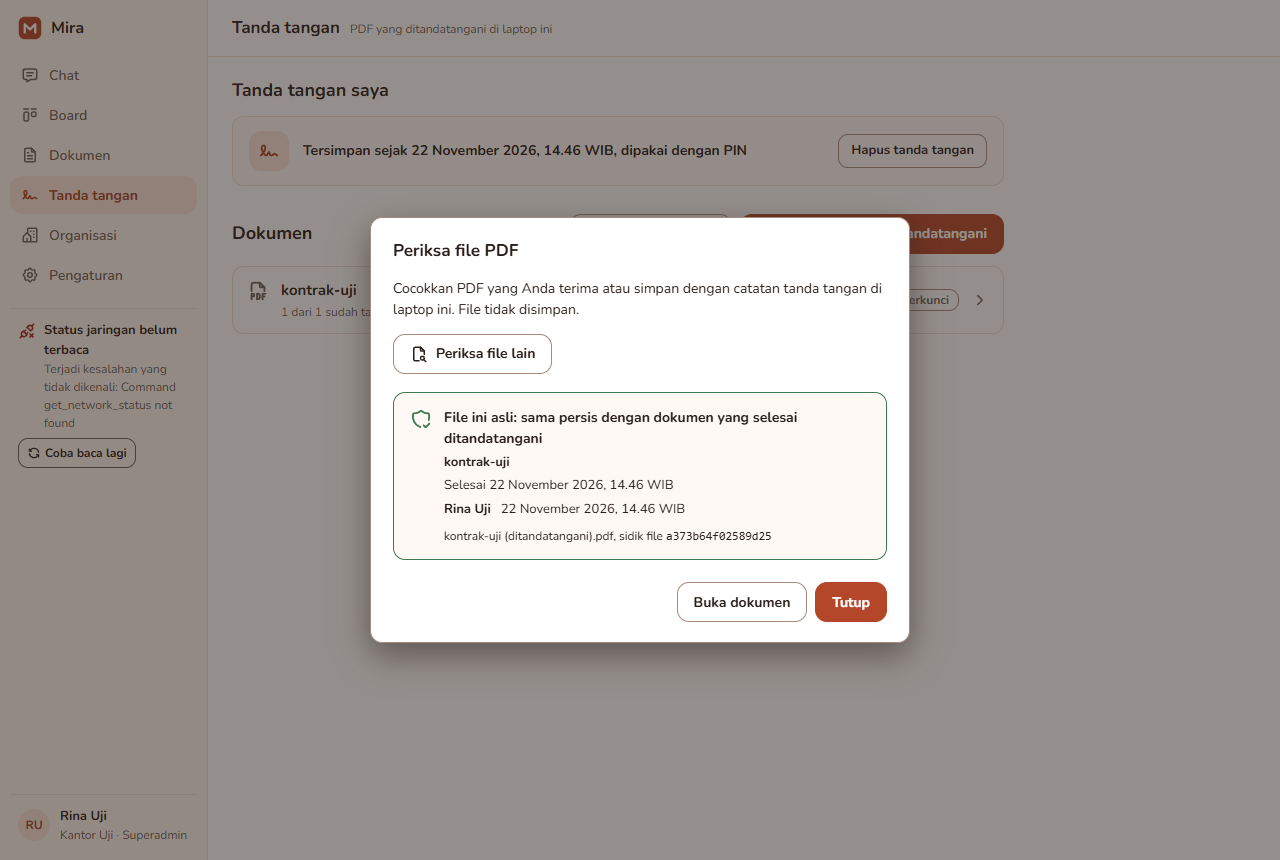 Mira
Chat
Board
Dokumen
Tanda tangan
Organisasi
Pengaturan
Status jaringan belum
terbaca
Terjadi kesalahan yang
tidak dikenali: Command
get_network_status not
found
Coba baca lagi
RU
Rina Uji
Kantor Uji · Superadmin
Tanda tangan PDF yang ditandatangani di laptop ini
Tanda tangan saya
Tersimpan sejak 22 November 2026, 14.46 WIB, dipakai dengan PIN
Hapus tanda tangan
Dokumen
PDF
kontrak-uji
1 dari 1 sudah
Periksa file PDF
Cocokkan PDF yang Anda terima atau simpan dengan catatan tanda tangan di
laptop ini. File tidak disimpan.
Periksa file lain
File ini asli: sama persis dengan dokumen yang selesai
ditandatangani
kontrak-uji
Selesai 22 November 2026, 14.46 WIB
Rina Uji 22 November 2026, 14.46 WIB
kontrak-uji (ditandatangani).pdf, sidik file a373b64f02589d25
Buka dokumen
Tutup